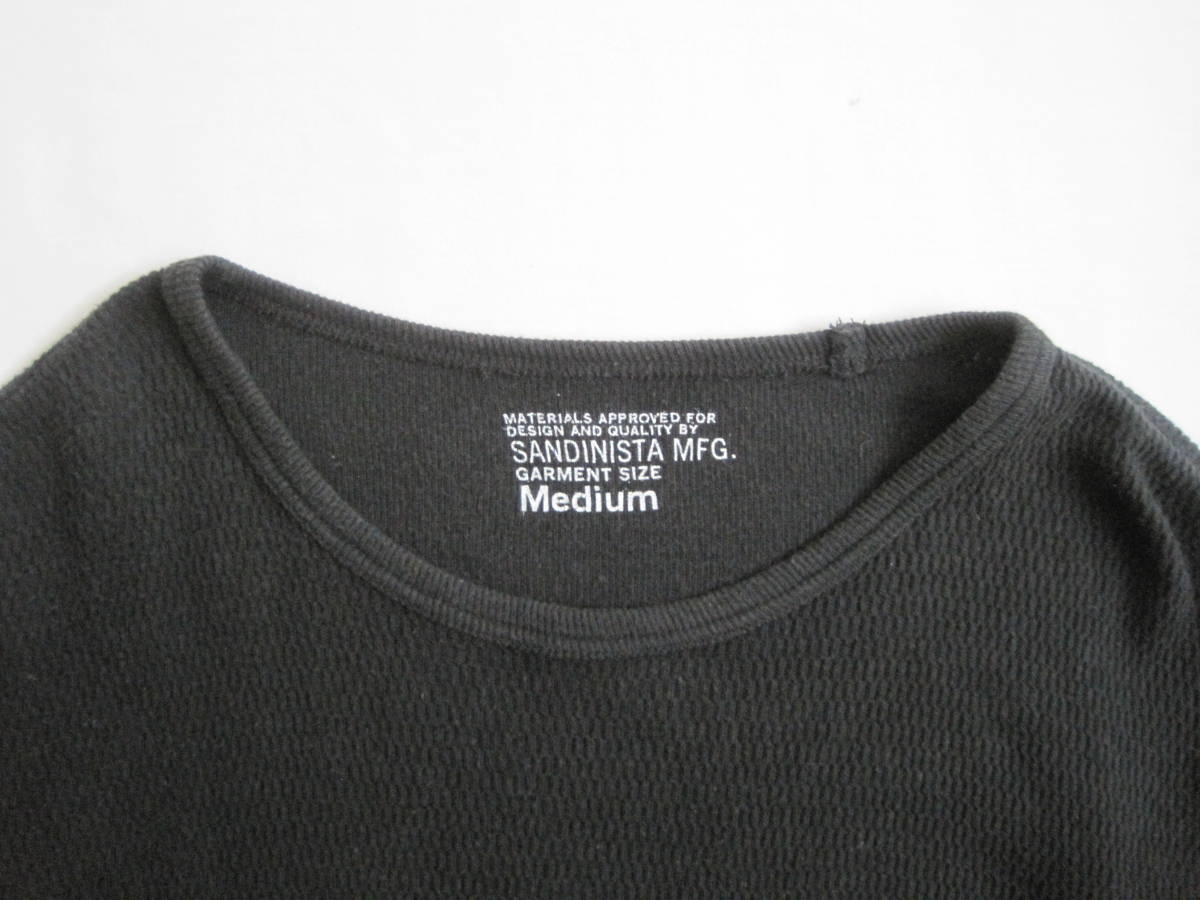 MATERIALS APPROVED FOR
DESIGN AND QUALITY BY
SANDINISTA MFG.
GARMENT SIZE
Medium